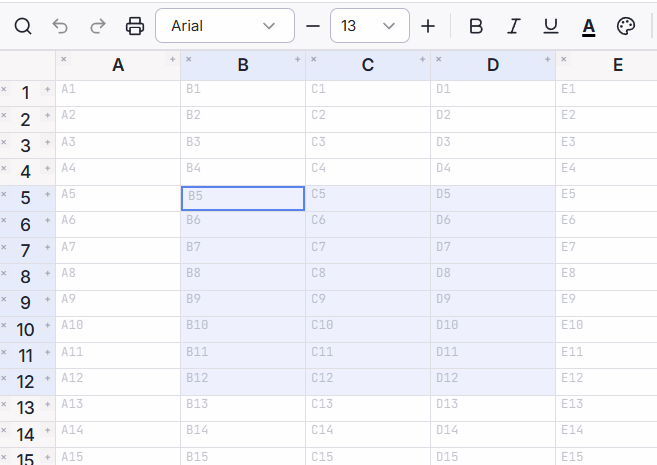 Arial 13 B I U A
A B C D E
1 A1 B1 C1 D1 E1
2 A2 B2 C2 D2 E2
3 A3 B3 C3 D3 E3
4 A4 B4 C4 D4 E4
5 A5 B5 C5 D5 E5
6 A6 B6 C6 D6 E6
7 A7 B7 C7 D7 E7
8 A8 B8 C8 D8 E8
9 A9 B9 C9 D9 E9
10 A10 B10 C10 D10 E10
11 A11 B11 C11 D11 E11
12 A12 B12 C12 D12 E12
13 A13 B13 C13 D13 E13
14 A14 B14 C14 D14 E14
15 A15 B15 C15 D15 E15